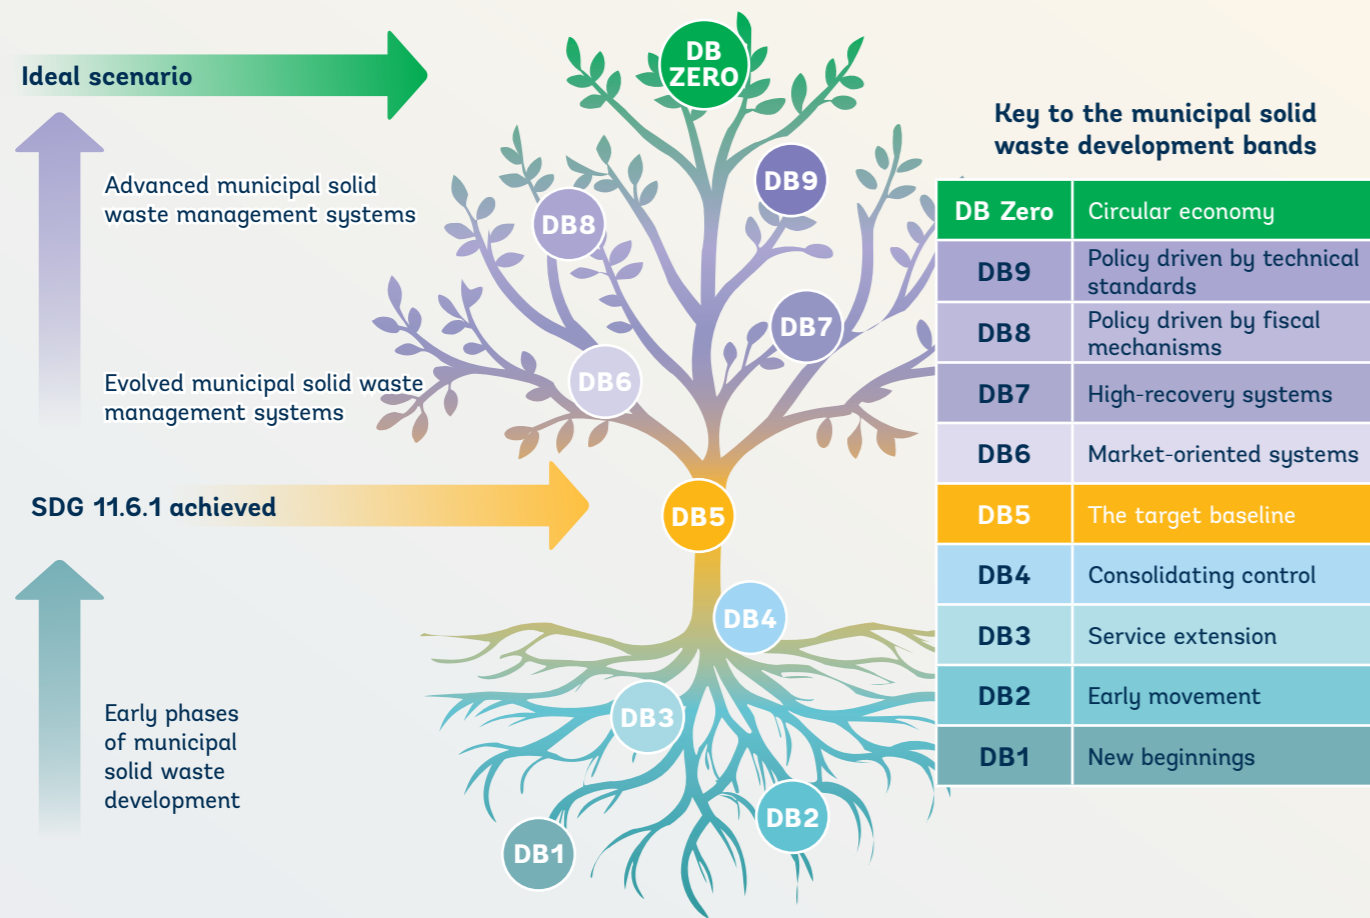 Ideal scenario
Advanced municipal solid
waste management systems
Evolved municipal solid waste
management systems
SDG 11.6.1 achieved
Early phases
of municipal
solid waste
development
DB
ZERO
DB9
DB8
DB7
DB6
DB5
DB4
DB3
DB2
DB1
Key to the municipal solid
waste development bands
DB Zero Circular economy
DB9 Policy driven by technical
standards
DB8 Policy driven by fiscal
mechanisms
DB7 High-recovery systems
DB6 Market-oriented systems
DB5 The target baseline
DB4 Consolidating control
DB3 Service extension
DB2 Early movement
DB1 New beginnings